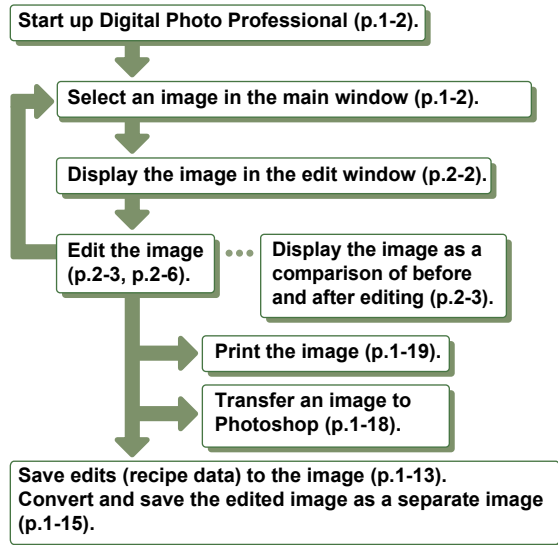 Start up Digital Photo Professional (p.1-2).
Select an image in the main window (p.1-2).
Display the image in the edit window (p.2-2).
Edit the image
(p.2-3, p.2-6).
Display the image as a
comparison of before
and after editing (p.2-3).
Print the image (p.1-19).
Transfer an image to
Photoshop (p.1-18).
Save edits (recipe data) to the image (p.1-13).
Convert and save the edited image as a separate image
(p.1-15).